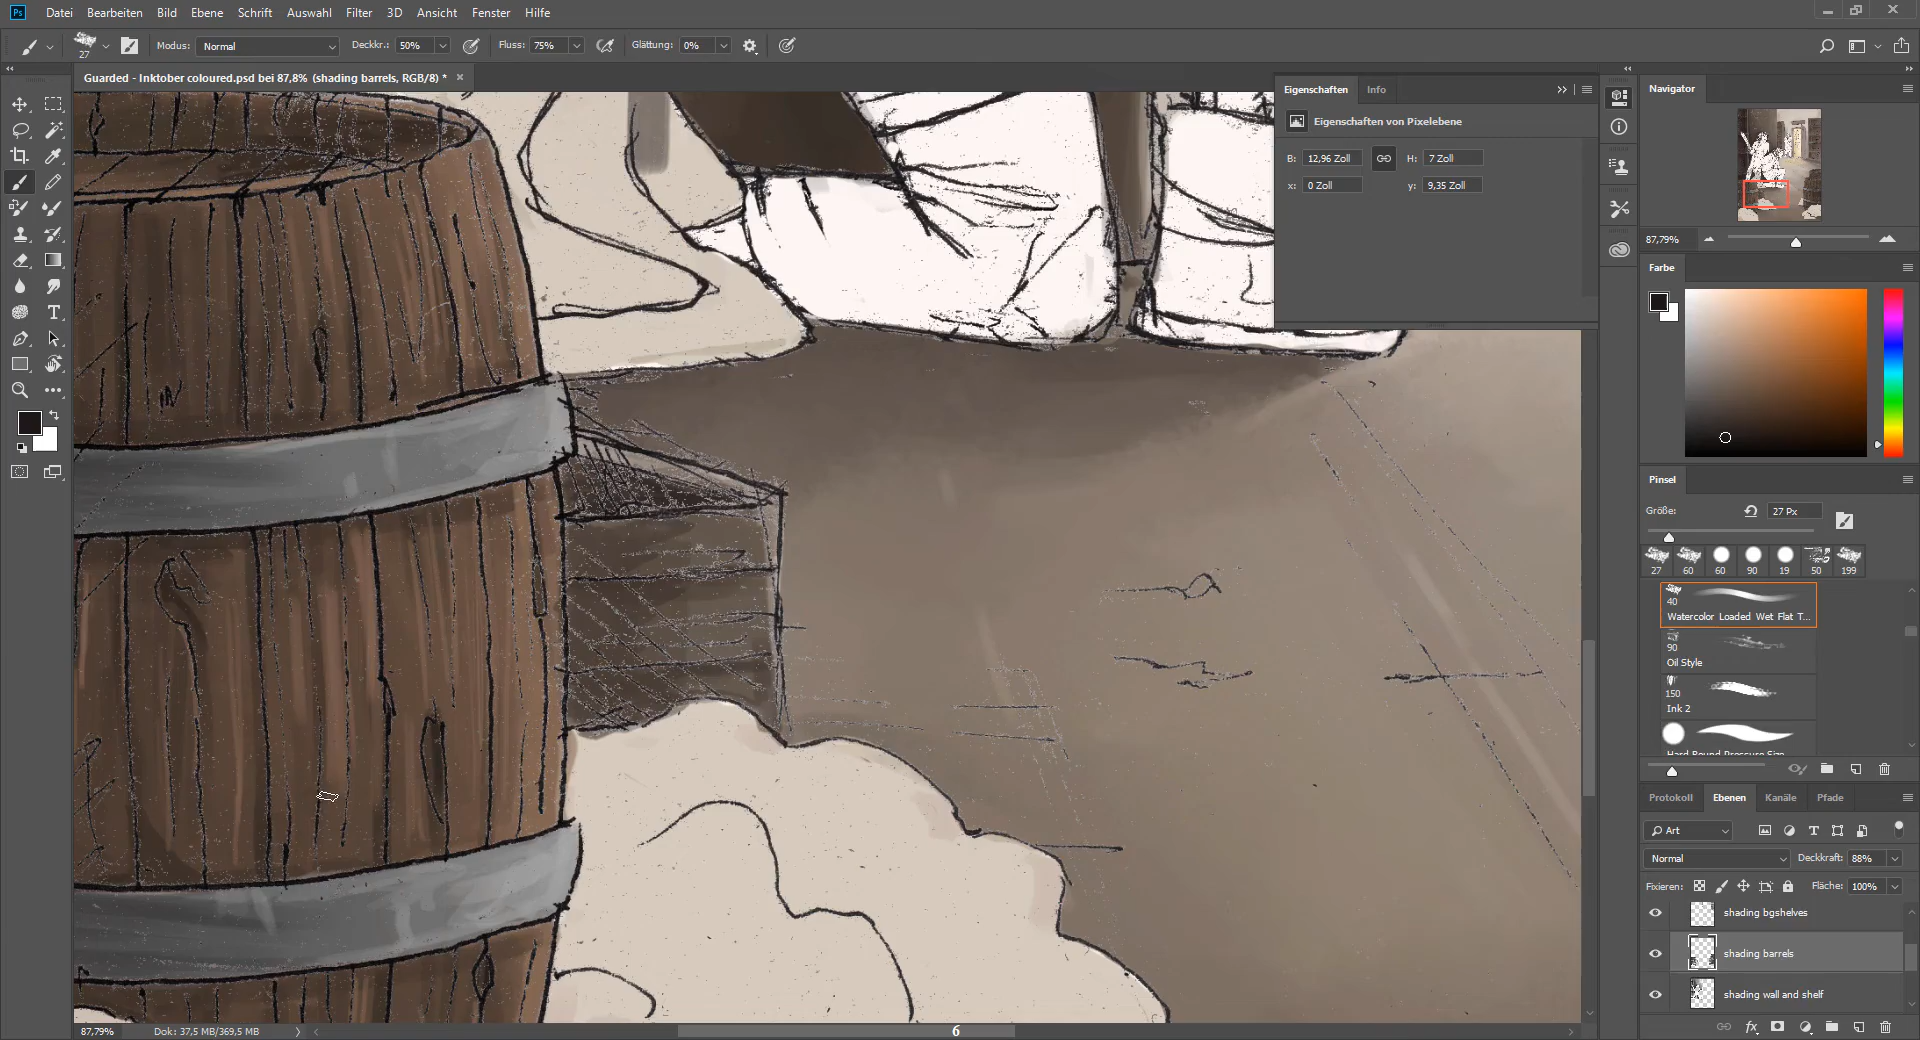 Ps Datei Bearbeiten Bild Ebene Schrift Auswahl Filter 3D Ansicht Fenster Hilfe
27 Modus: Normal Deckkr.: 50% Fluss: 75% Glättung: 0%
Guarded - Inktober coloured.psd bei 87,8% (shading barrels, RGB/8) *
Eigenschaften Info
Eigenschaften von Pixelebene
B: 12,96 Zoll H: 7 Zoll
x: 0 Zoll y: 9,35 Zoll
Navigator
87,79%
Farbe
Pinsel
Größe: 27 Px
27 60 60 90 19 50 199
40
Watercolor Loaded Wet Flat T...
90
Oil Style
150
Ink 2
Hard Round Pressure Size
Protokoll Ebenen Kanäle Pfade
Art
Normal Deckkraft: 88%
Fixieren: Fläche: 100%
shading bgshelves
shading barrels
shading wall and shelf
87,79% Dok: 37,5 MB/369,5 MB 6